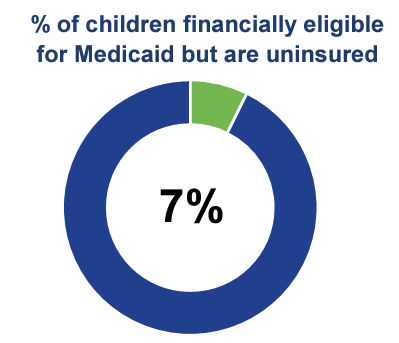 % of children financially eligible
for Medicaid but are uninsured
7%